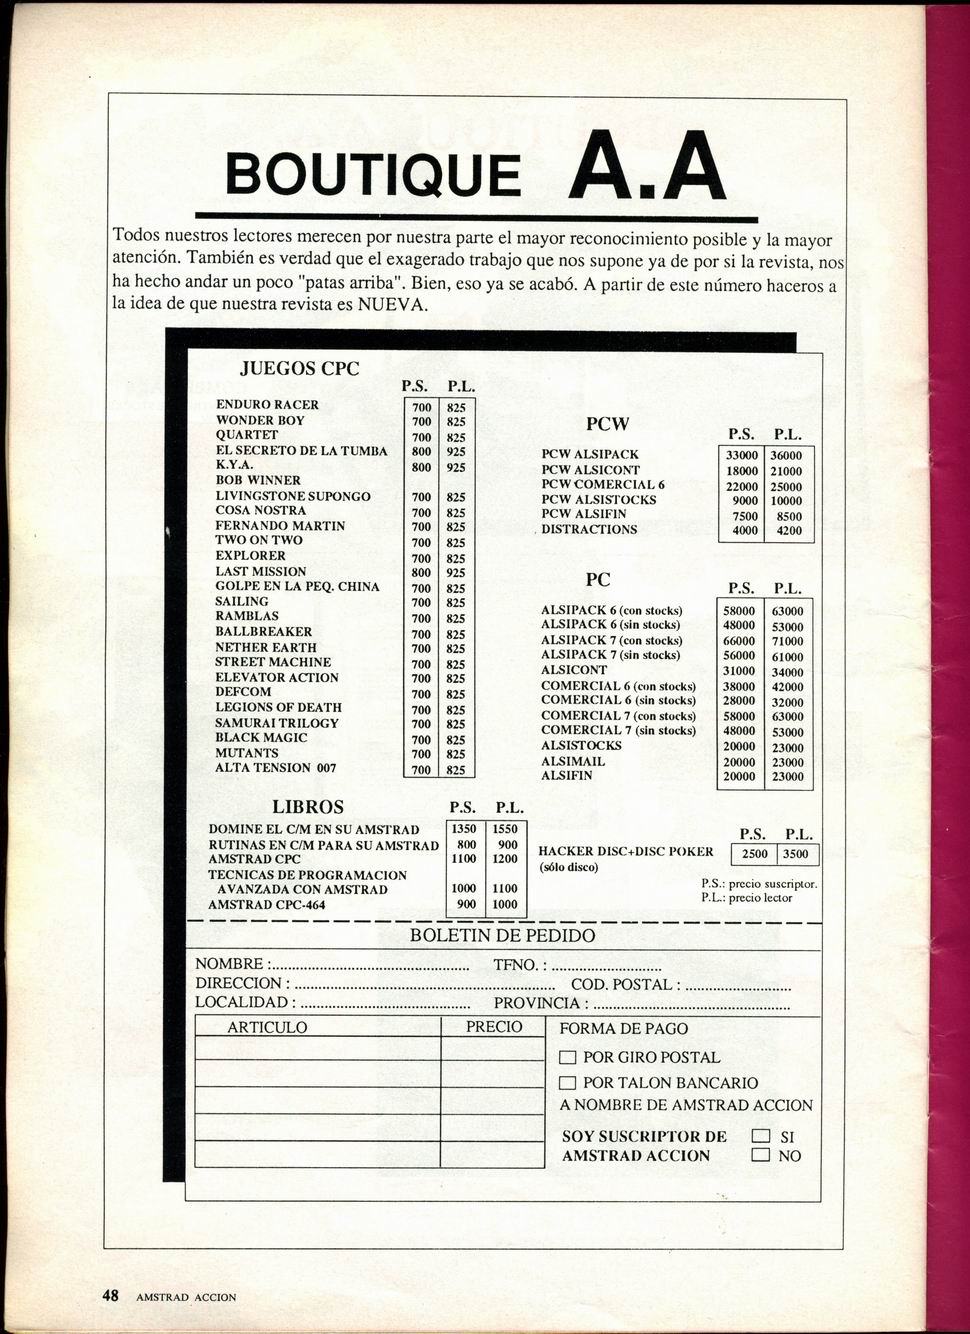 BOUTIQUE A.A
Todos nuestros lectores merecen por nuestra parte el mayor reconocimiento posible y la mayor
atención. También es verdad que el exagerado trabajo que nos supone ya de por si la revista, nos
ha hecho andar un poco "patas arriba". Bien, eso ya se acabó. A partir de este número haceros a
la idea de que nuestra revista es NUEVA.
JUEGOS CPC
P.S. P.L.
ENDURO RACER 700 825
WONDER BOY 700 825
QUARTET 700 825
EL SECRETO DE LA TUMBA 800 925
K.Y.A. 800 925
BOB WINNER
LIVINGSTONE SUPONGO 700 825
COSA NOSTRA 700 825
FERNANDO MARTIN 700 825
TWO ON TWO 700 825
EXPLORER 700 825
LAST MISSION 800 925
GOLPE EN LA PEQ. CHINA 700 825
SAILING 700 825
RAMBLAS 700 825
BALLBREAKER 700 825
NETHER EARTH 700 825
STREET MACHINE 700 825
ELEVATOR ACTION 700 825
DEFCOM 700 825
LEGIONS OF DEATH 700 825
SAMURAI TRILOGY 700 825
BLACK MAGIC 700 825
MUTANTS 700 825
ALTA TENSION 007 700 825
PCW
P.S. P.L.
PCW ALSIPACK 33000 36000
PCW ALSICONT 18000 21000
PCW COMERCIAL 6 22000 25000
PCW ALSISTOCKS 9000 10000
PCW ALSIFIN 7500 8500
DISTRACTIONS 4000 4200
PC
P.S. P.L.
ALSIPACK 6 (con stocks) 58000 63000
ALSIPACK 6 (sin stocks) 48000 53000
ALSIPACK 7 (con stocks) 66000 71000
ALSIPACK 7 (sin stocks) 56000 61000
ALSICONT 31000 34000
COMERCIAL 6 (con stocks) 38000 42000
COMERCIAL 6 (sin stocks) 28000 32000
COMERCIAL 7 (con stocks) 58000 63000
COMERCIAL 7 (sin stocks) 48000 53000
ALSISTOCKS 20000 23000
ALSIMAIL 20000 23000
ALSIFIN 20000 23000
LIBROS P.S. P.L.
DOMINE EL C/M EN SU AMSTRAD 1350 1550
RUTINAS EN C/M PARA SU AMSTRAD 800 900
AMSTRAD CPC 1100 1200
TECNICAS DE PROGRAMACION
AVANZADA CON AMSTRAD 1000 1100
AMSTRAD CPC-464 900 1000
P.S. P.L.
HACKER DISC+DISC POKER 2500 3500
(sólo disco)
P.S.: precio suscriptor.
P.L.: precio lector
BOLETIN DE PEDIDO
NOMBRE :.................................................. TFNO. : ............................
DIRECCION : .................................................................. COD. POSTAL : ...........................
LOCALIDAD : ........................................... PROVINCIA : ..................................................
ARTICULO PRECIO
FORMA DE PAGO
POR GIRO POSTAL
POR TALON BANCARIO
A NOMBRE DE AMSTRAD ACCION
SOY SUSCRIPTOR DE SI
AMSTRAD ACCION NO
48 AMSTRAD ACCION